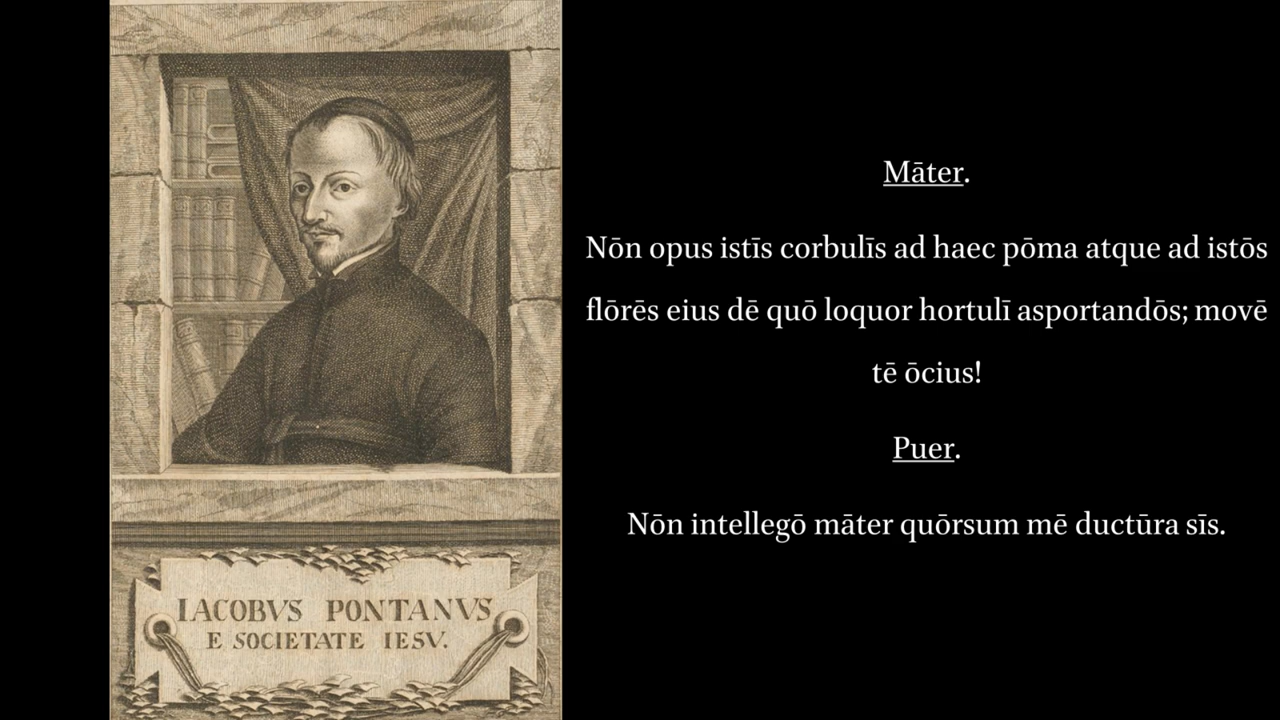 IACOBVS PONTANVS
E SOCIETATE IESV.
Māter.
Nōn opus istīs corbulīs ad haec pōma atque ad istōs
flōrēs eius dē quō loquor hortulī asportandōs; movē
tē ōcius!
Puer.
Nōn intellegō māter quōrsum mē ductūra sīs.